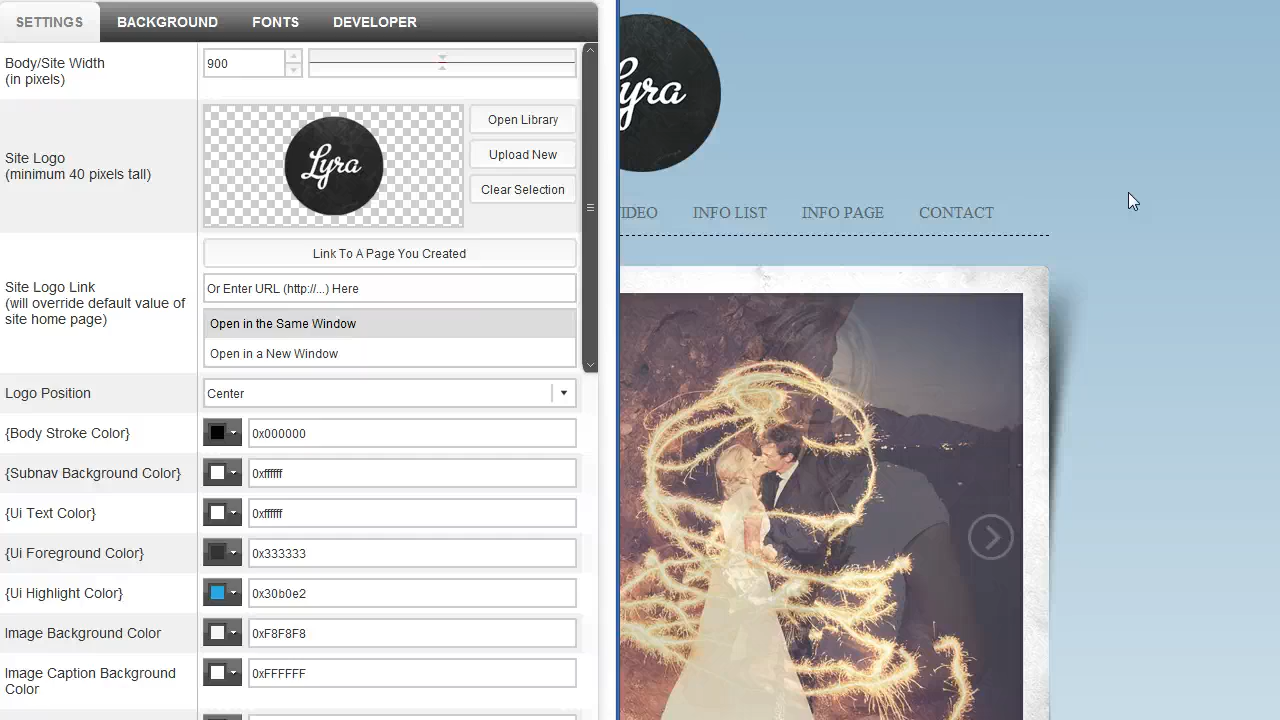 SETTINGS BACKGROUND FONTS DEVELOPER
Body/Site Width
(in pixels)
900
Site Logo
(minimum 40 pixels tall)
Lyra
Open Library
Upload New
Clear Selection
Site Logo Link
(will override default value of
site home page)
Link To A Page You Created
Or Enter URL (http://...) Here
Open in the Same Window
Open in a New Window
Logo Position
Center
{Body Stroke Color}
0x000000
{Subnav Background Color}
0xffffff
{Ui Text Color}
0xffffff
{Ui Foreground Color}
0x333333
{Ui Highlight Color}
0x30b0e2
Image Background Color
0xF8F8F8
Image Caption Background
Color
0xFFFFFF
Lyra
IDEO INFO LIST INFO PAGE CONTACT